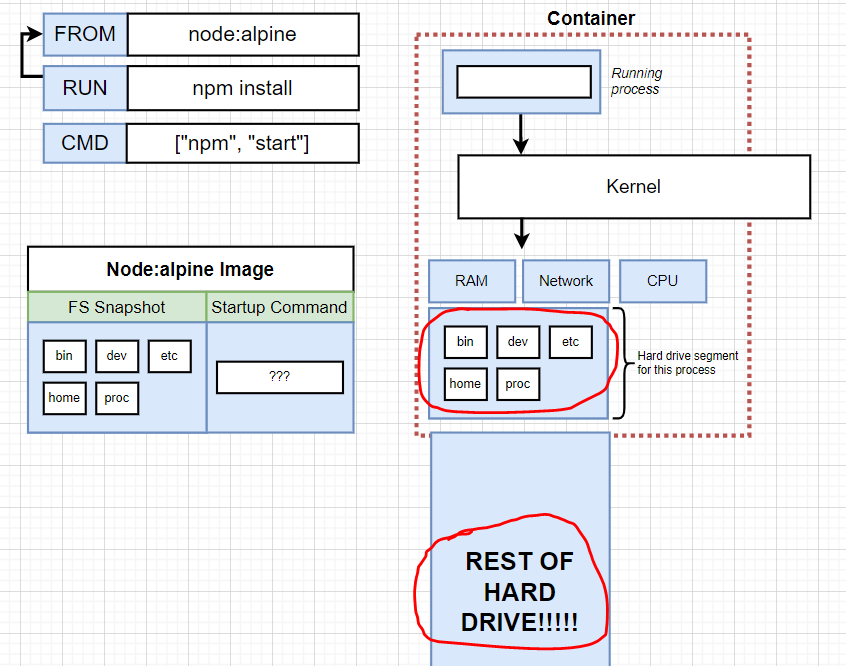 FROM node:alpine
RUN npm install
CMD ["npm", "start"]
Node:alpine Image
FS Snapshot Startup Command
bin dev etc
???
home proc
Container
Running
process
Kernel
RAM Network CPU
bin dev etc
home proc
Hard drive segment
for this process
REST OF
HARD
DRIVE!!!!!